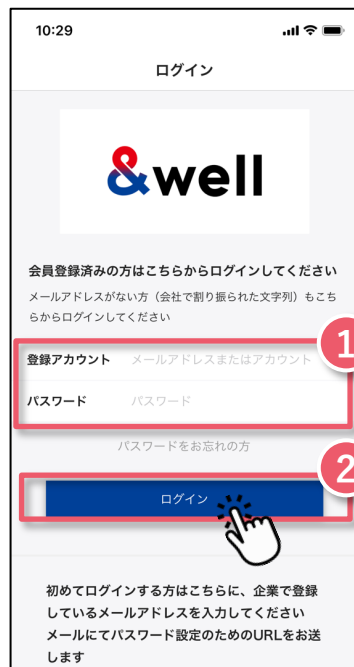 10:29
ログイン
&well
会員登録済みの方はこちらからログインしてください
メールアドレスがない方（会社で割り振られた文字列）もこち
らからログインしてください
1
登録アカウント メールアドレスまたはアカウント
パスワード パスワード
パスワードをお忘れの方
2
ログイン
初めてログインする方はこちらに、企業で登録
しているメールアドレスを入力してください
メールにてパスワード設定のためのURLをお送
します